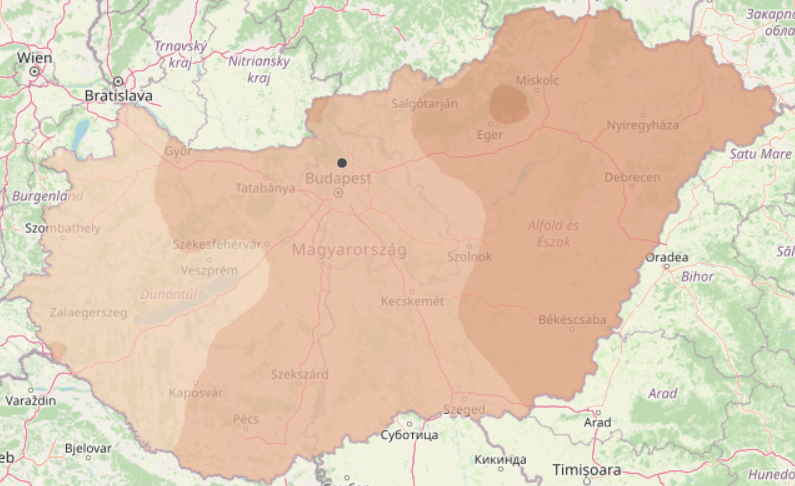 Закарпа
обла
Trnavský
kraj
Nitriansky
kraj
Wien
Bratislava
Miskolc
Salgótarján
Nyíregyháza
Eger
Győr
Satu Mare
Budapest
Debrecen
Tatabánya
Burgenland
Szombathely
Alföld és
Észak
Székesfehérvár
Magyarország
Szolnok
Oradea
Veszprém
Bihor
Dunántúl
Kecskemét
Zalaegerszeg
Békéscsaba
Szekszárd
Kaposvár
Arad
Varaždin
Szeged
Pécs
Arad
Суботица
Bjelovar
Кикинда
Timișoara
Hunedo